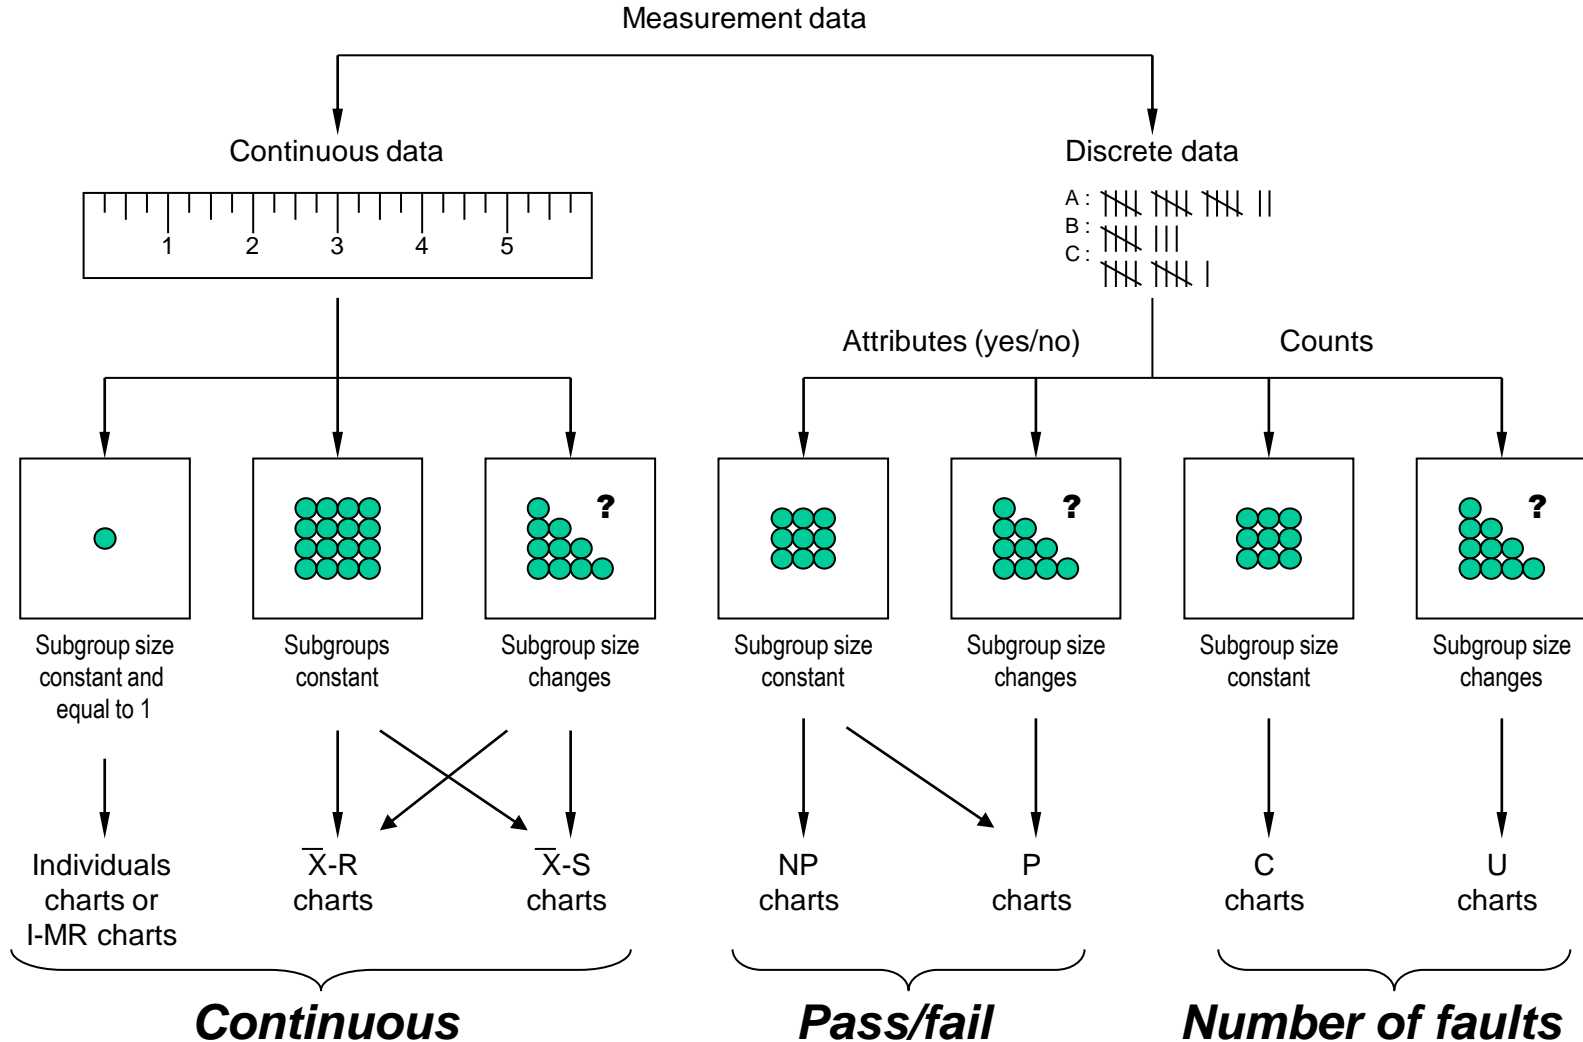 Measurement data
Continuous data
Discrete data
1 2 3 4 5
A :
B :
C :
Attributes (yes/no)
Counts
?
?
?
Subgroup size
constant and
equal to 1
Subgroups
constant
Subgroup size
changes
Subgroup size
constant
Subgroup size
changes
Subgroup size
constant
Subgroup size
changes
Individuals
charts or
I-MR charts
X̅-R
charts
X̅-S
charts
NP
charts
P
charts
C
charts
U
charts
Continuous
Pass/fail
Number of faults